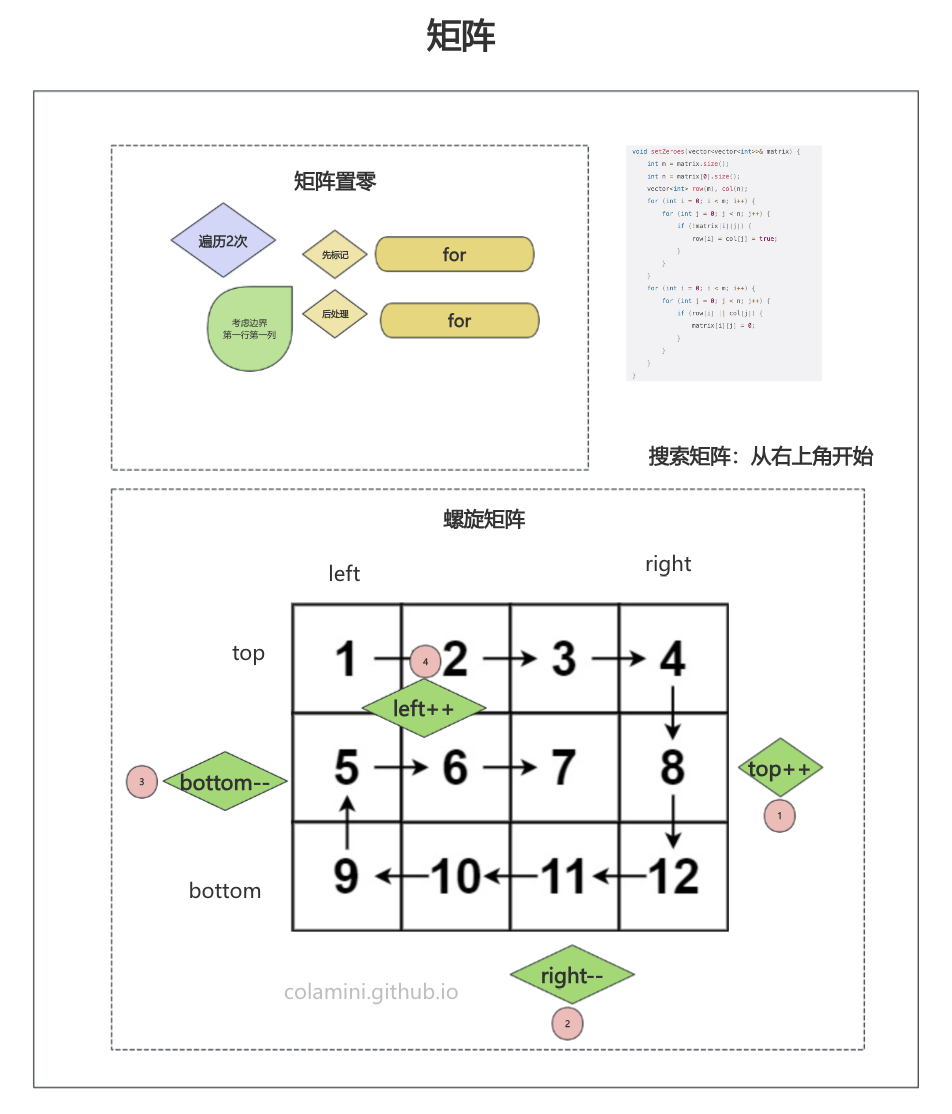 矩阵
矩阵置零
遍历2次
先标记
for
后处理
for
考虑边界
第一行第一列
void setZeroes(vector<vector<int>>& matrix) {
int m = matrix.size();
int n = matrix[0].size();
vector<int> row(m), col(n);
for (int i = 0; i < m; i++) {
for (int j = 0; j < n; j++) {
if (!matrix[i][j]) {
row[i] = col[j] = true;
}
}
}
for (int i = 0; i < m; i++) {
for (int j = 0; j < n; j++) {
if (row[i] || col[j]) {
matrix[i][j] = 0;
}
}
}
}
搜索矩阵：从右上角开始
螺旋矩阵
left
right
top
1 2 3 4
4
left++
5 6 7 8
3
bottom--
top++
1
bottom
9 10 11 12
right--
2
colamini.github.io